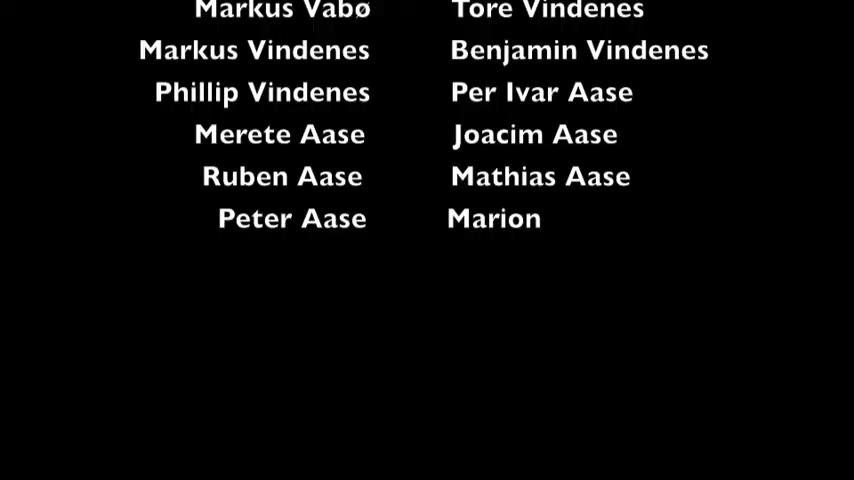 Markus Vabø Tore Vindenes
Markus Vindenes Benjamin Vindenes
Phillip Vindenes Per Ivar Aase
Merete Aase Joacim Aase
Ruben Aase Mathias Aase
Peter Aase Marion